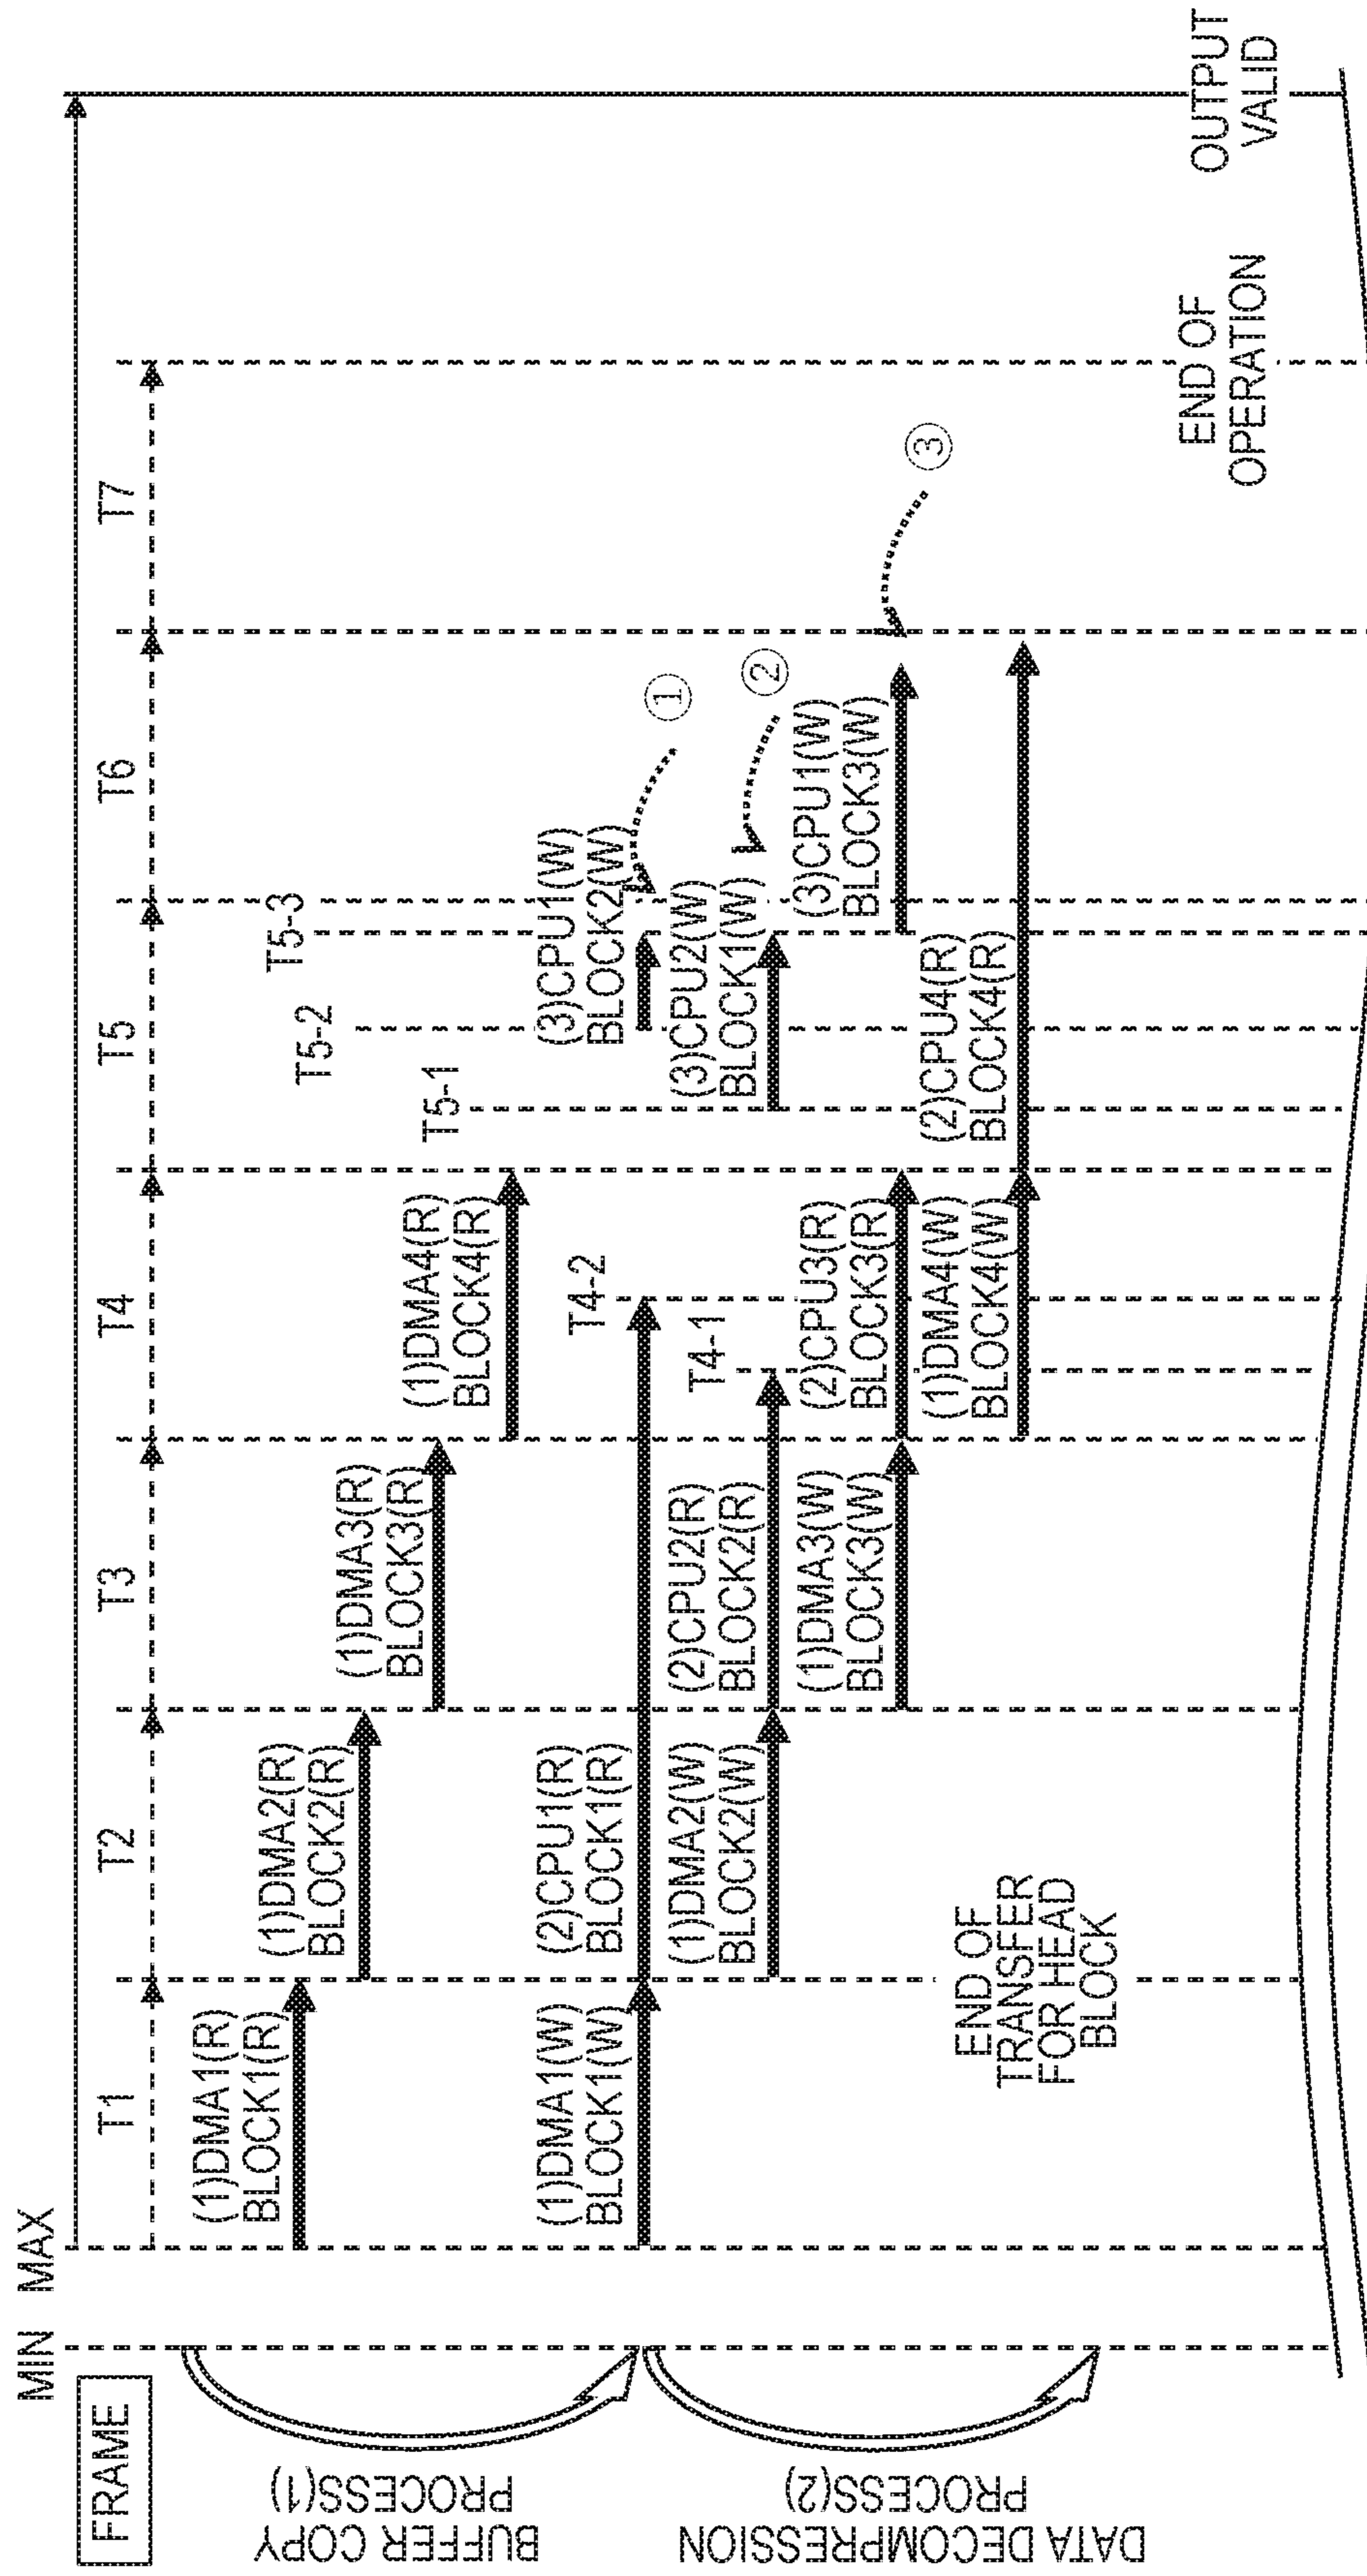 MIN MAX
FRAME
T1 T2 T3 T4 T5 T6 T7
BUFFER COPY
PROCESS(1)
DATA DECOMPRESSION
PROCESS(2)
(1)DMA1(R)
BLOCK1(R)
(1)DMA2(R)
BLOCK2(R)
(1)DMA3(R)
BLOCK3(R)
(1)DMA4(R)
BLOCK4(R)
T5-1
T5-2
T5-3
(1)DMA1(W)
BLOCK1(W)
(2)CPU1(R)
BLOCK1(R)
T4-2
(3)CPU1(W)
BLOCK2(W)
①
(1)DMA2(W)
BLOCK2(W)
(2)CPU2(R)
BLOCK2(R)
T4-1
(3)CPU2(W)
BLOCK1(W)
②
(1)DMA3(W)
BLOCK3(W)
(2)CPU3(R)
BLOCK3(R)
(3)CPU1(W)
BLOCK3(W)
③
(1)DMA4(W)
BLOCK4(W)
(2)CPU4(R)
BLOCK4(R)
END OF
TRANSFER
FOR HEAD
BLOCK
END OF
OPERATION
OUTPUT
VALID